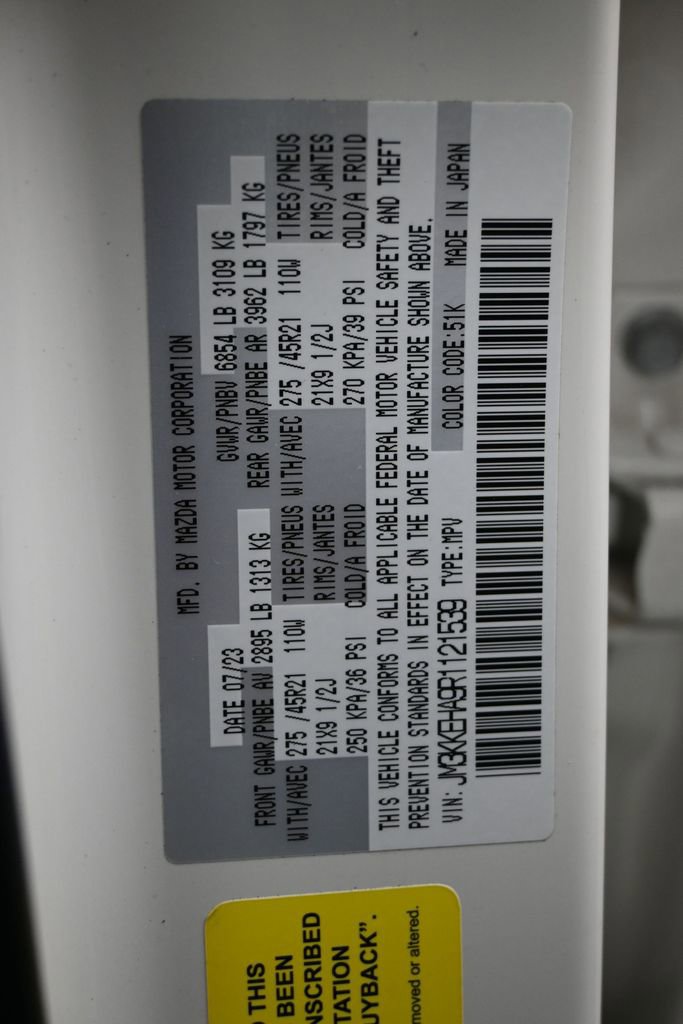 MFD. BY MAZDA MOTOR CORPORATION
DATE 07/23
GVWR/PNBV 6854 LB 3109 KG
FRONT GAWR/PNBE AV 2895 LB 1313 KG
REAR GAWR/PNBE AR 3962 LB 1797 KG
WITH/AVEC 275 /45R21 110W TIRES/PNEUS WITH/AVEC 275 /45R21 110W TIRES/PNEUS
21X9 1/2J RIMS/JANTES 21X9 1/2J RIMS/JANTES
250 KPA/36 PSI COLD/A FROID 270 KPA/39 PSI COLD/A FROID
THIS VEHICLE CONFORMS TO ALL APPLICABLE FEDERAL MOTOR VEHICLE SAFETY AND THEFT
PREVENTION STANDARDS IN EFFECT ON THE DATE OF MANUFACTURE SHOWN ABOVE.
VIN: JM3KKEHA9R1121539 TYPE:MPV COLOR CODE:51K MADE IN JAPAN
THIS
BEEN
NSCRIBED
TATION
UYBACK".
moved or altered.